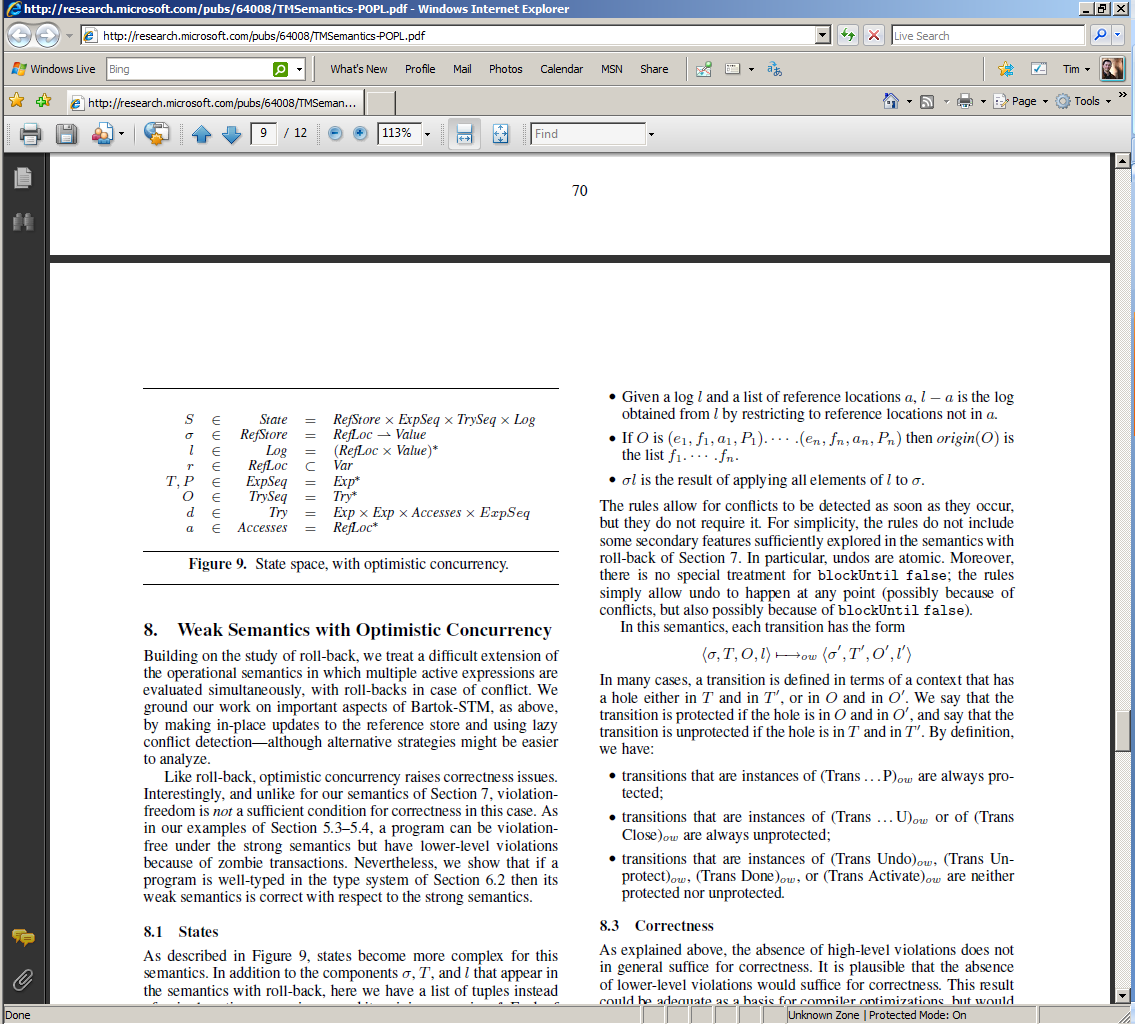 http://research.microsoft.com/pubs/64008/TMSemantics-POPL.pdf - Windows Internet Explorer
http://research.microsoft.com/pubs/64008/TMSemantics-POPL.pdf
Live Search
Windows Live
Bing
What's New Profile Mail Photos Calendar MSN Share
Tim
http://research.microsoft.com/pubs/64008/TMSeman...
Page Tools »
9 / 12 113% Find
70
S ∈ State = RefStore × ExpSeq × TrySeq × Log
σ ∈ RefStore = RefLoc ⇀ Value
l ∈ Log = (RefLoc × Value)*
r ∈ RefLoc ⊂ Var
T, P ∈ ExpSeq = Exp*
O ∈ TrySeq = Try*
d ∈ Try = Exp × Exp × Accesses × ExpSeq
a ∈ Accesses = RefLoc*
Figure 9. State space, with optimistic concurrency.
8. Weak Semantics with Optimistic Concurrency
Building on the study of roll-back, we treat a difficult extension of
the operational semantics in which multiple active expressions are
evaluated simultaneously, with roll-backs in case of conflict. We
ground our work on important aspects of Bartok-STM, as above,
by making in-place updates to the reference store and using lazy
conflict detection—although alternative strategies might be easier
to analyze.
Like roll-back, optimistic concurrency raises correctness issues.
Interestingly, and unlike for our semantics of Section 7, violation-
freedom is not a sufficient condition for correctness in this case. As
in our examples of Section 5.3–5.4, a program can be violation-
free under the strong semantics but have lower-level violations
because of zombie transactions. Nevertheless, we show that if a
program is well-typed in the type system of Section 6.2 then its
weak semantics is correct with respect to the strong semantics.
8.1 States
As described in Figure 9, states become more complex for this
semantics. In addition to the components σ, T, and l that appear in
the semantics with roll-back, here we have a list of tuples instead
• Given a log l and a list of reference locations a, l − a is the log
obtained from l by restricting to reference locations not in a.
• If O is (e₁, f₁, a₁, P₁). ⋯ .(eₙ, fₙ, aₙ, Pₙ) then origin(O) is
the list f₁. ⋯ .fₙ.
• σl is the result of applying all elements of l to σ.
The rules allow for conflicts to be detected as soon as they occur,
but they do not require it. For simplicity, the rules do not include
some secondary features sufficiently explored in the semantics with
roll-back of Section 7. In particular, undos are atomic. Moreover,
there is no special treatment for blockUntil false; the rules
simply allow undo to happen at any point (possibly because of
conflicts, but also possibly because of blockUntil false).
In this semantics, each transition has the form
⟨σ, T, O, l⟩ ⟼ow ⟨σ′, T′, O′, l′⟩
In many cases, a transition is defined in terms of a context that has
a hole either in T and in T′, or in O and in O′. We say that the
transition is protected if the hole is in O and in O′, and say that the
transition is unprotected if the hole is in T and in T′. By definition,
we have:
• transitions that are instances of (Trans ...P)ow are always pro-
tected;
• transitions that are instances of (Trans ...U)ow or of (Trans
Close)ow are always unprotected;
• transitions that are instances of (Trans Undo)ow, (Trans Un-
protect)ow, (Trans Done)ow, or (Trans Activate)ow are neither
protected nor unprotected.
8.3 Correctness
As explained above, the absence of high-level violations does not
in general suffice for correctness. It is plausible that the absence
of lower-level violations would suffice for correctness. This result
could be adequate as a basis for compiler optimizations, but would
Done
Unknown Zone | Protected Mode: On